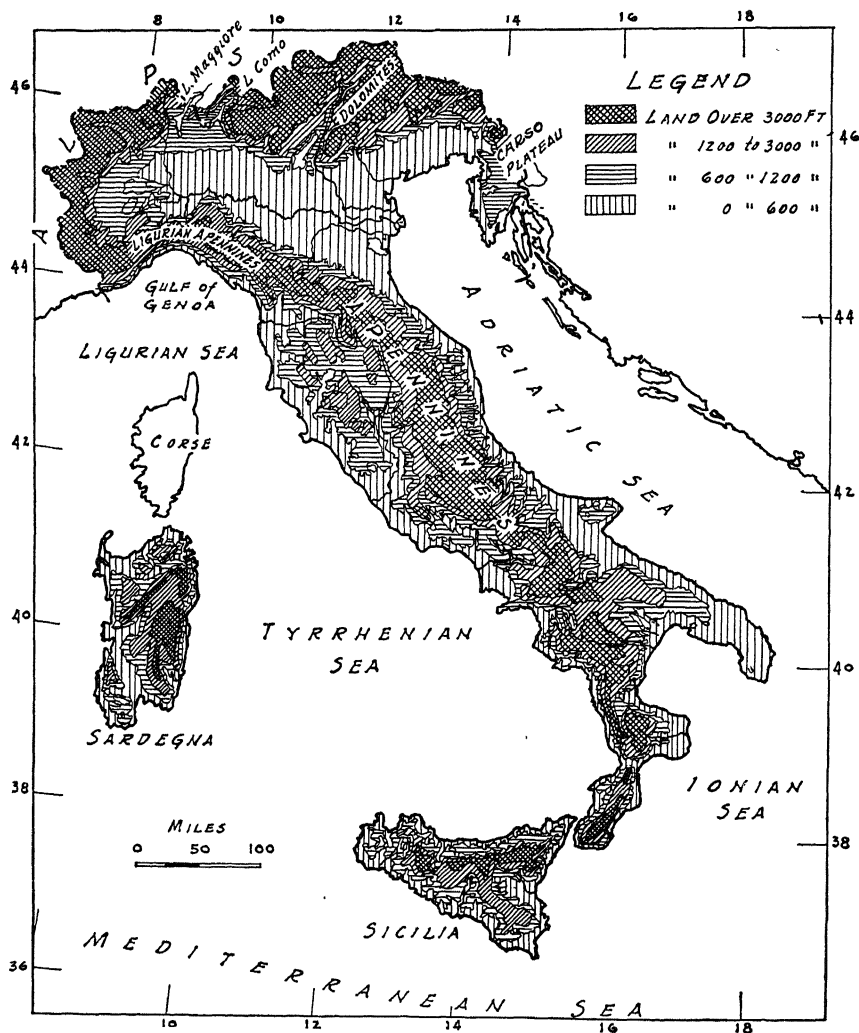 8 10 12 14 16 18
46 44 42 40 38 36
46 44 42 40 38
10 12 14 16 18
ALPS
L. Maggiore
L Como
DOLOMITES
CARSO
PLATEAU
LEGEND
LAND OVER 3000 FT
" 1200 to 3000 "
" 600 " 1200 "
" 0 " 600 "
LIGURIAN APENNINES
GULF OF
GENOA
LIGURIAN SEA
APENNINES
ADRIATIC SEA
CORSE
TYRRHENIAN
SEA
SARDEGNA
IONIAN
SEA
MILES
0 50 100
SICILIA
MEDITERRANEAN SEA